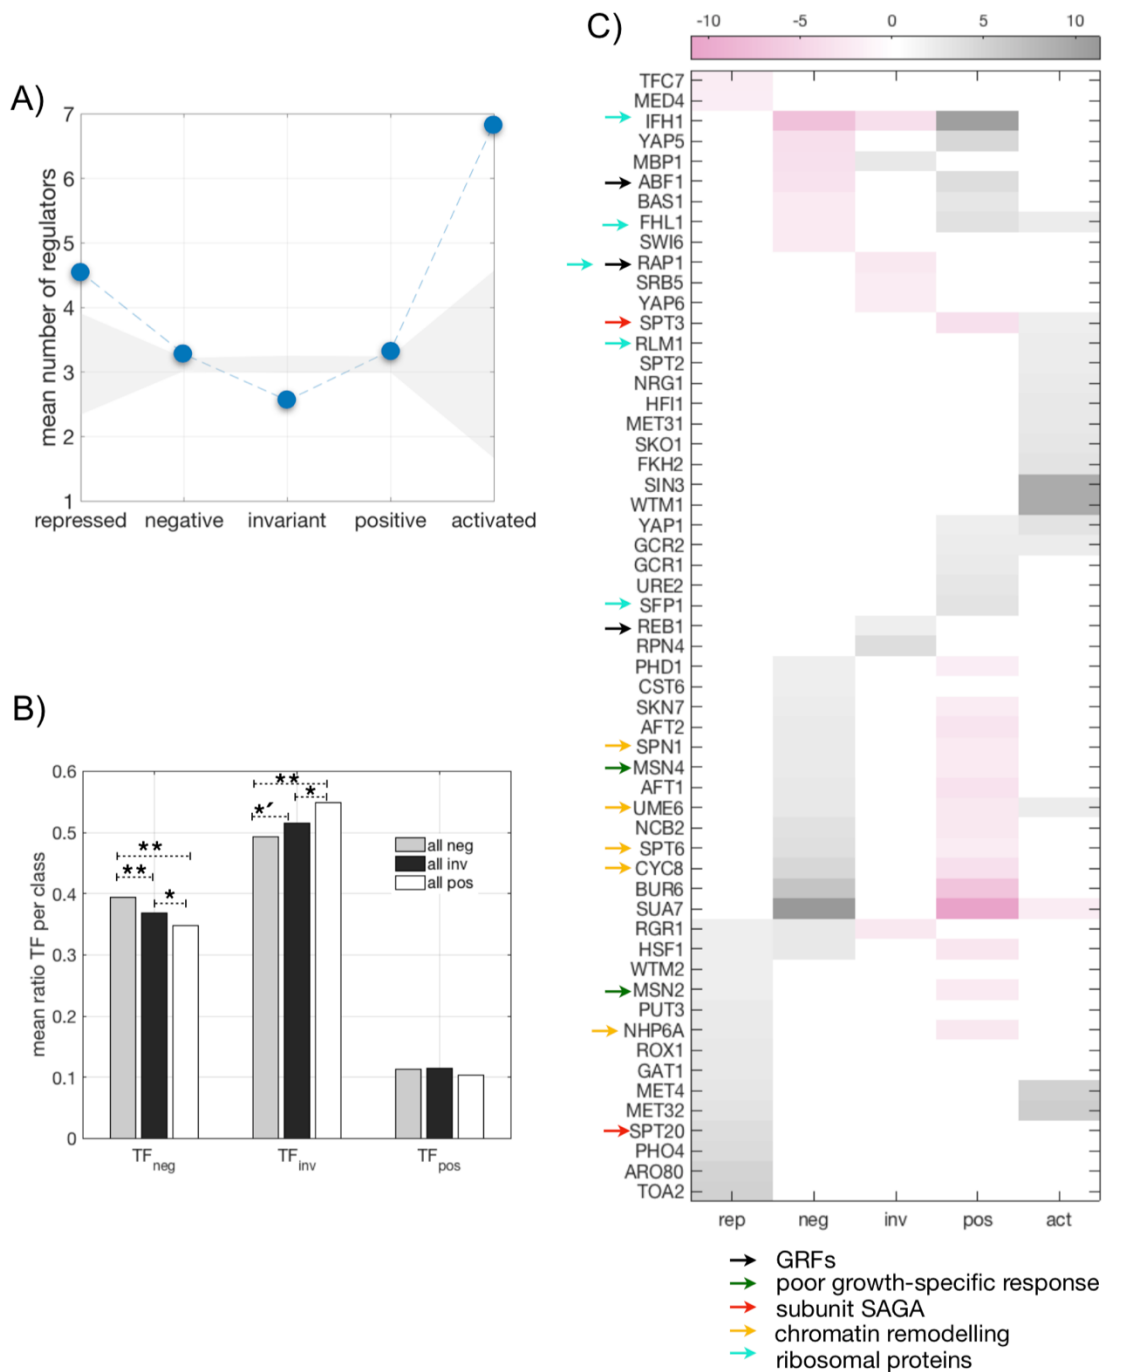 A)
mean number of regulators
7
6
5
4
3
2
1
repressed negative invariant positive activated
B)
mean ratio TF per class
0.6
0.5
0.4
0.3
0.2
0.1
0
** ** *
** *´ *
all neg
all inv
all pos
TFneg TFinv TFpos
C)
-10 -5 0 5 10
TFC7
MED4
IFH1
YAP5
MBP1
ABF1
BAS1
FHL1
SWI6
RAP1
SRB5
YAP6
SPT3
RLM1
SPT2
NRG1
HFI1
MET31
SKO1
FKH2
SIN3
WTM1
YAP1
GCR2
GCR1
URE2
SFP1
REB1
RPN4
PHD1
CST6
SKN7
AFT2
SPN1
MSN4
AFT1
UME6
NCB2
SPT6
CYC8
BUR6
SUA7
RGR1
HSF1
WTM2
MSN2
PUT3
NHP6A
ROX1
GAT1
MET4
MET32
SPT20
PHO4
ARO80
TOA2
rep neg inv pos act
GRFs
poor growth-specific response
subunit SAGA
chromatin remodelling
ribosomal proteins